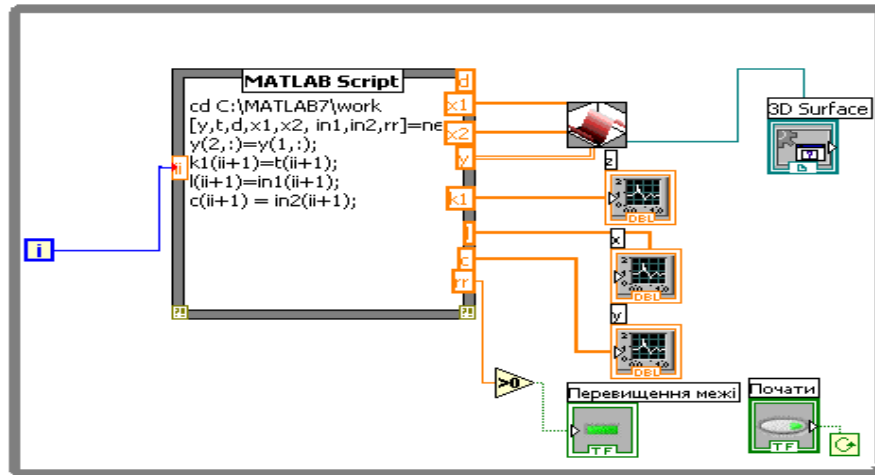 MATLAB Script
cd C:\MATLAB7\work
[y,t,d,x1,x2, in1,in2,rr]=ne
y(2,:)=y(1,:);
k1(ii+1)=t(ii+1);
l(ii+1)=in1(ii+1);
c(ii+1) = in2(ii+1);
ii
d
x1
x2
y
k1
l
c
rr
?!
?!
i
3D Surface
z
DBL
x
DBL
y
DBL
>0
Перевищення межі
TF
Почати
TF